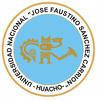 UNIVERSIDAD NACIONAL "JOSE FAUSTINO SANCHEZ CARRION"
-HUACHO-